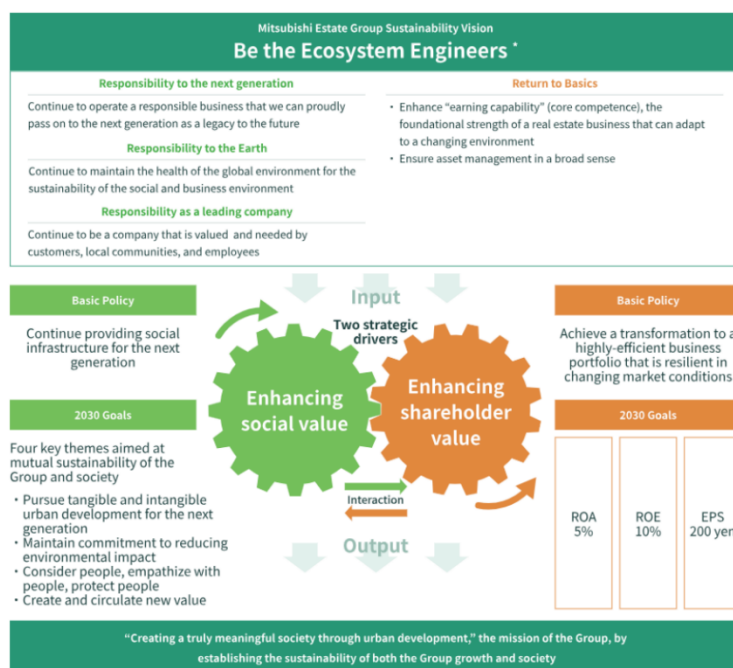 Mitsubishi Estate Group Sustainability Vision
Be the Ecosystem Engineers *
Responsibility to the next generation
Continue to operate a responsible business that we can proudly
pass on to the next generation as a legacy to the future
Responsibility to the Earth
Continue to maintain the health of the global environment for the
sustainability of the social and business environment
Responsibility as a leading company
Continue to be a company that is valued and needed by
customers, local communities, and employees
Return to Basics
・ Enhance “earning capability” (core competence), the
foundational strength of a real estate business that can adapt
to a changing environment
・ Ensure asset management in a broad sense
Input
Two strategic
drivers
Basic Policy
Continue providing social
infrastructure for the next
generation
2030 Goals
Four key themes aimed at
mutual sustainability of the
Group and society
・ Pursue tangible and intangible
urban development for the next
generation
・ Maintain commitment to reducing
environmental impact
・ Consider people, empathize with
people, protect people
・ Create and circulate new value
Enhancing
social value
Enhancing
shareholder
value
Interaction
Output
Basic Policy
Achieve a transformation to a
highly-efficient business
portfolio that is resilient in
changing market conditions
2030 Goals
ROA
5%
ROE
10%
EPS
200 yen
“Creating a truly meaningful society through urban development,” the mission of the Group, by
establishing the sustainability of both the Group growth and society